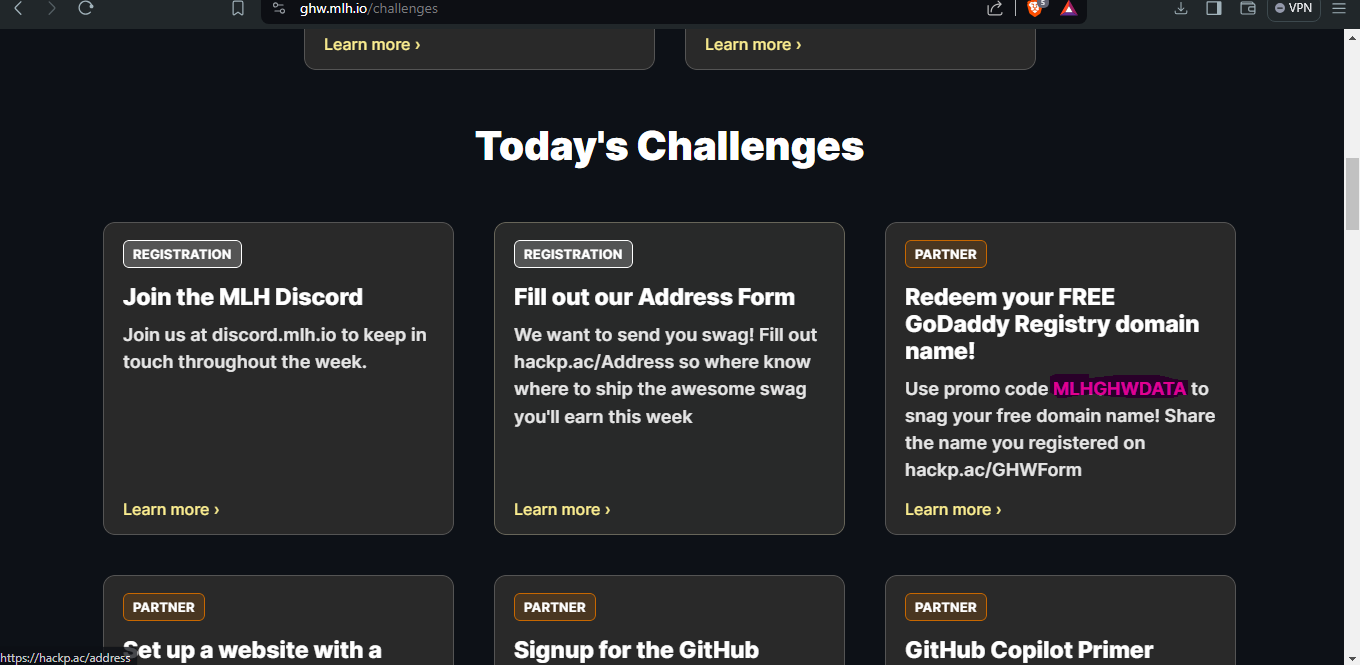 ghw.mlh.io/challenges
5
VPN
Learn more ›
Learn more ›
Today's Challenges
REGISTRATION
Join the MLH Discord
Join us at discord.mlh.io to keep in
touch throughout the week.
Learn more ›
REGISTRATION
Fill out our Address Form
We want to send you swag! Fill out
hackp.ac/Address so where know
where to ship the awesome swag
you'll earn this week
Learn more ›
PARTNER
Redeem your FREE
GoDaddy Registry domain
name!
Use promo code MLHGHWDATA to
snag your free domain name! Share
the name you registered on
hackp.ac/GHWForm
Learn more ›
PARTNER
Set up a website with a
PARTNER
Signup for the GitHub
PARTNER
GitHub Copilot Primer
https://hackp.ac/address